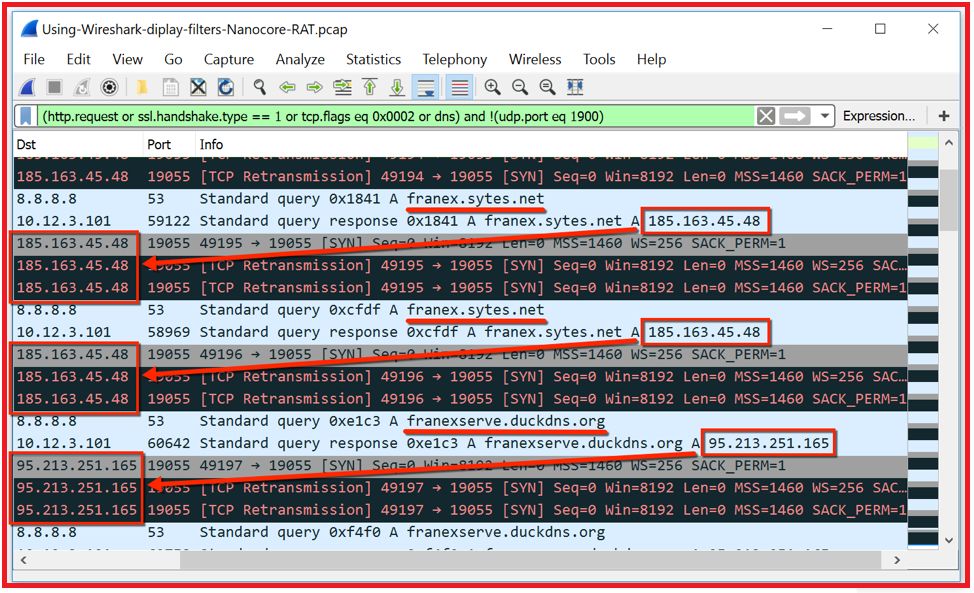 Using-Wireshark-diplay-filters-Nanocore-RAT.pcap
File Edit View Go Capture Analyze Statistics Telephony Wireless Tools Help
(http.request or ssl.handshake.type == 1 or tcp.flags eq 0x0002 or dns) and !(udp.port eq 1900) Expression... +
Dst Port Info
185.163.45.48 19055 [TCP Retransmission] 49194 → 19055 [SYN] Seq=0 Win=8192 Len=0 MSS=1460 SACK_PERM=1
8.8.8.8 53 Standard query 0x1841 A franex.sytes.net
10.12.3.101 59122 Standard query response 0x1841 A franex.sytes.net A 185.163.45.48
185.163.45.48 19055 49195 → 19055 [SYN] Seq=0 Win=8192 Len=0 MSS=1460 WS=256 SACK_PERM=1
185.163.45.48 19055 [TCP Retransmission] 49195 → 19055 [SYN] Seq=0 Win=8192 Len=0 MSS=1460 WS=256 SAC...
185.163.45.48 19055 [TCP Retransmission] 49195 → 19055 [SYN] Seq=0 Win=8192 Len=0 MSS=1460 SACK_PERM=1
8.8.8.8 53 Standard query 0xcfdf A franex.sytes.net
10.12.3.101 58969 Standard query response 0xcfdf A franex.sytes.net A 185.163.45.48
185.163.45.48 19055 49196 → 19055 [SYN] Seq=0 Win=8192 Len=0 MSS=1460 WS=256 SACK_PERM=1
185.163.45.48 19055 [TCP Retransmission] 49196 → 19055 [SYN] Seq=0 Win=8192 Len=0 MSS=1460 WS=256 SAC...
185.163.45.48 19055 [TCP Retransmission] 49196 → 19055 [SYN] Seq=0 Win=8192 Len=0 MSS=1460 SACK_PERM=1
8.8.8.8 53 Standard query 0xe1c3 A franexserve.duckdns.org
10.12.3.101 60642 Standard query response 0xe1c3 A franexserve.duckdns.org A 95.213.251.165
95.213.251.165 19055 49197 → 19055 [SYN] Seq=0 Win=8192 Len=0 MSS=1460 WS=256 SACK_PERM=1
95.213.251.165 19055 [TCP Retransmission] 49197 → 19055 [SYN] Seq=0 Win=8192 Len=0 MSS=1460 WS=256 SAC...
95.213.251.165 19055 [TCP Retransmission] 49197 → 19055 [SYN] Seq=0 Win=8192 Len=0 MSS=1460 SACK_PERM=1
8.8.8.8 53 Standard query 0xf4f0 A franexserve.duckdns.org